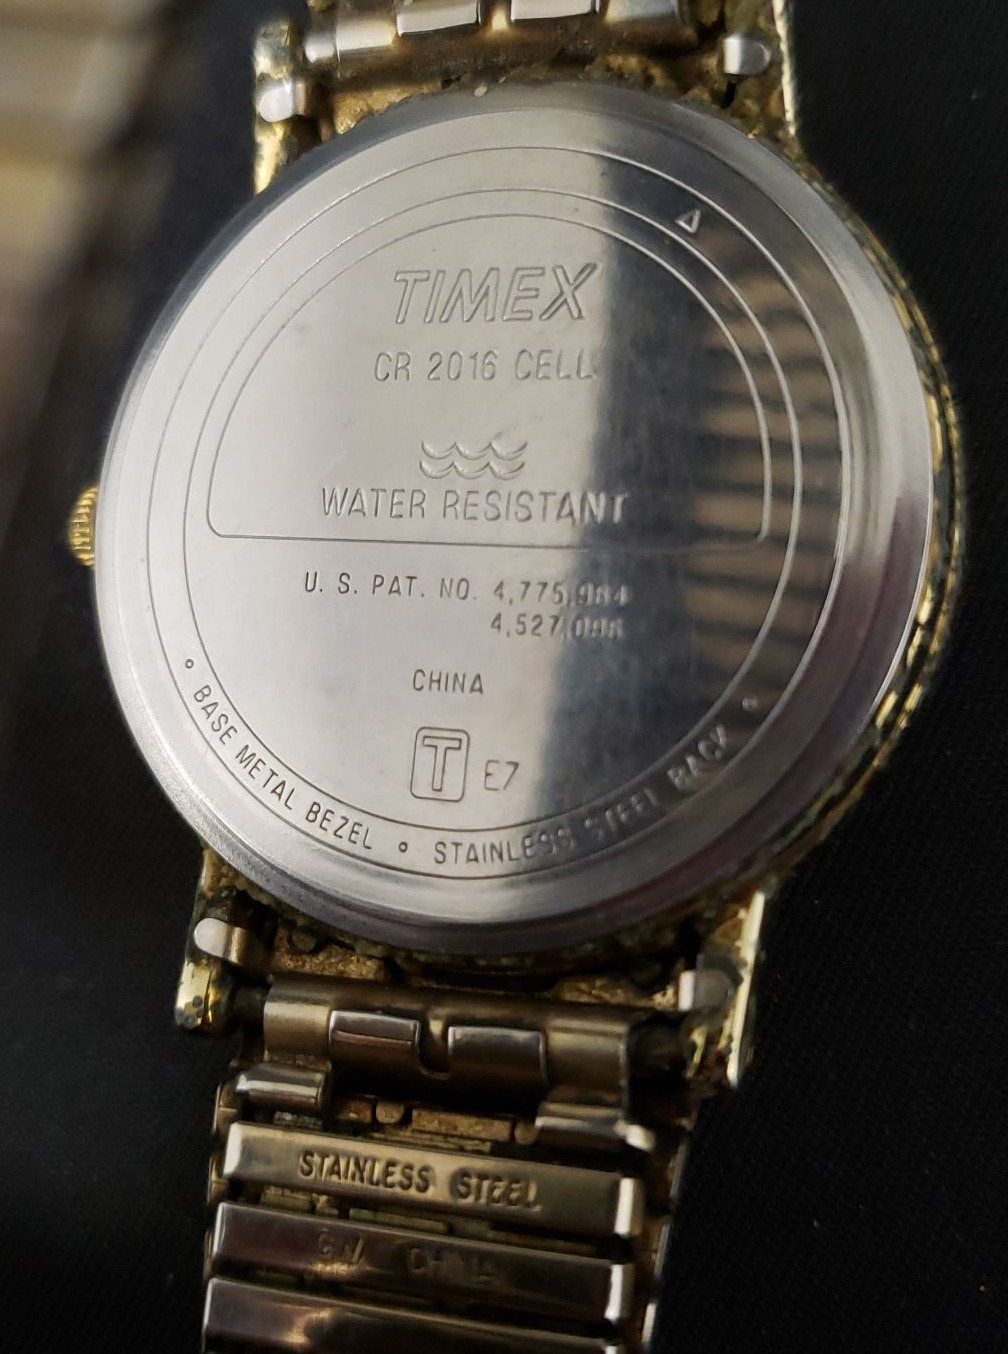 TIMEX
CR 2016 CELL
WATER RESISTANT
U. S. PAT. NO. 4,775,964
4,527,096
CHINA
T E7
° BASE METAL BEZEL ° STAINLESS STEEL BACK °
STAINLESS STEEL
CHINA